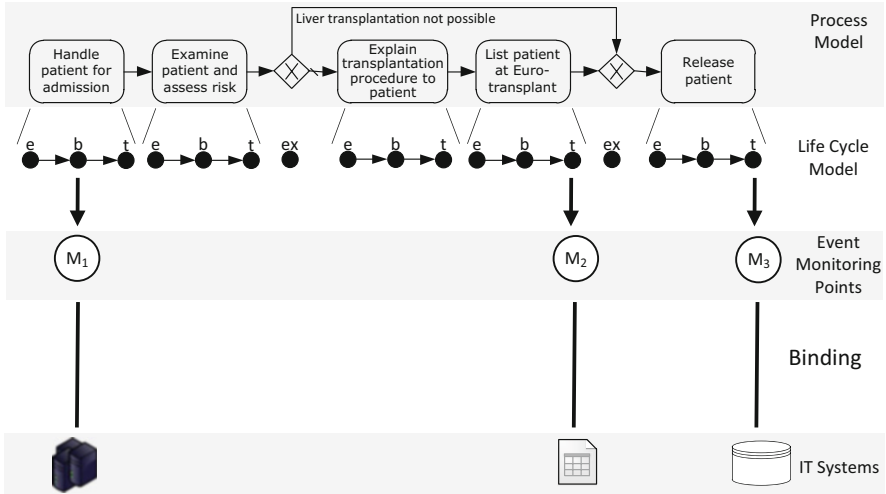 Liver transplantation not possible
Process
Model
Handle
patient for
admission
Examine
patient and
assess risk
X
Explain
transplantation
procedure to
patient
List patient
at Euro-
transplant
X
Release
patient
e b t e b t ex e b t e b t ex e b t
Life Cycle
Model
M1
M2
M3
Event
Monitoring
Points
Binding
IT Systems